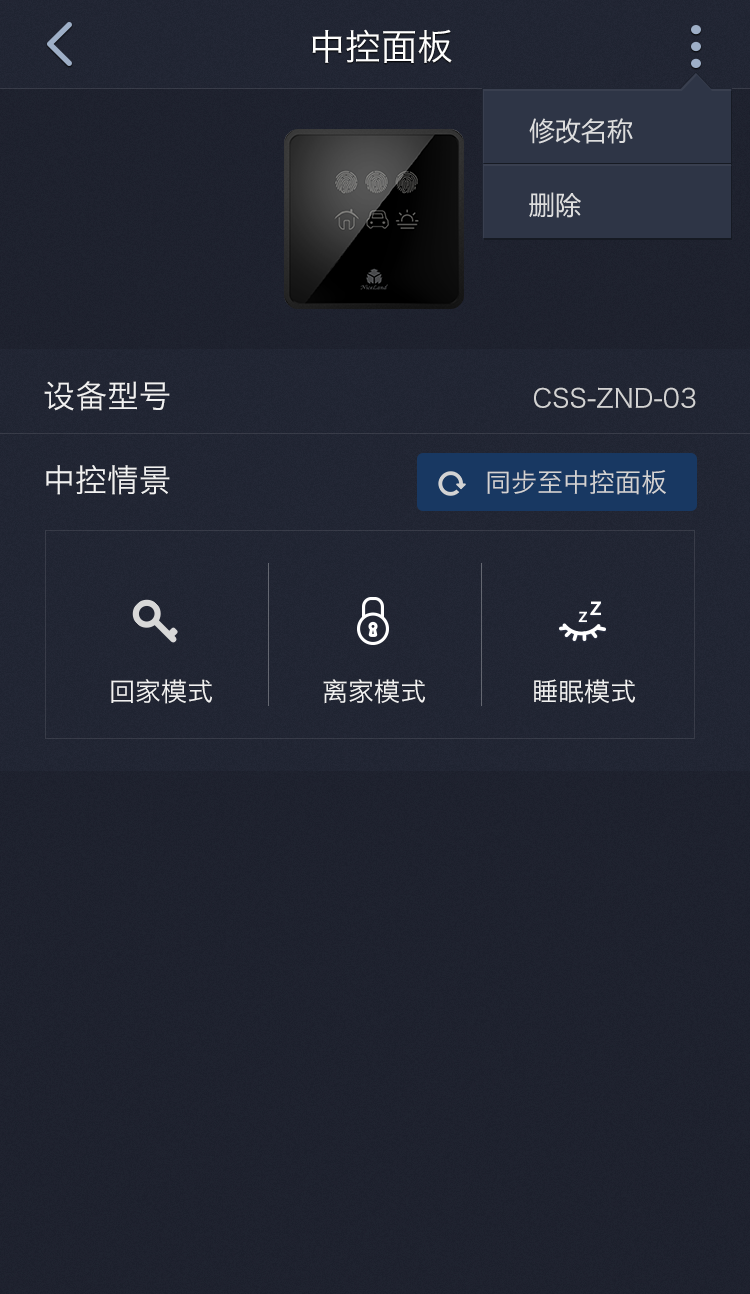 中控面板
修改名称
删除
NiceLand
设备型号
CSS-ZND-03
中控情景
同步至中控面板
z Z
回家模式
离家模式
睡眠模式